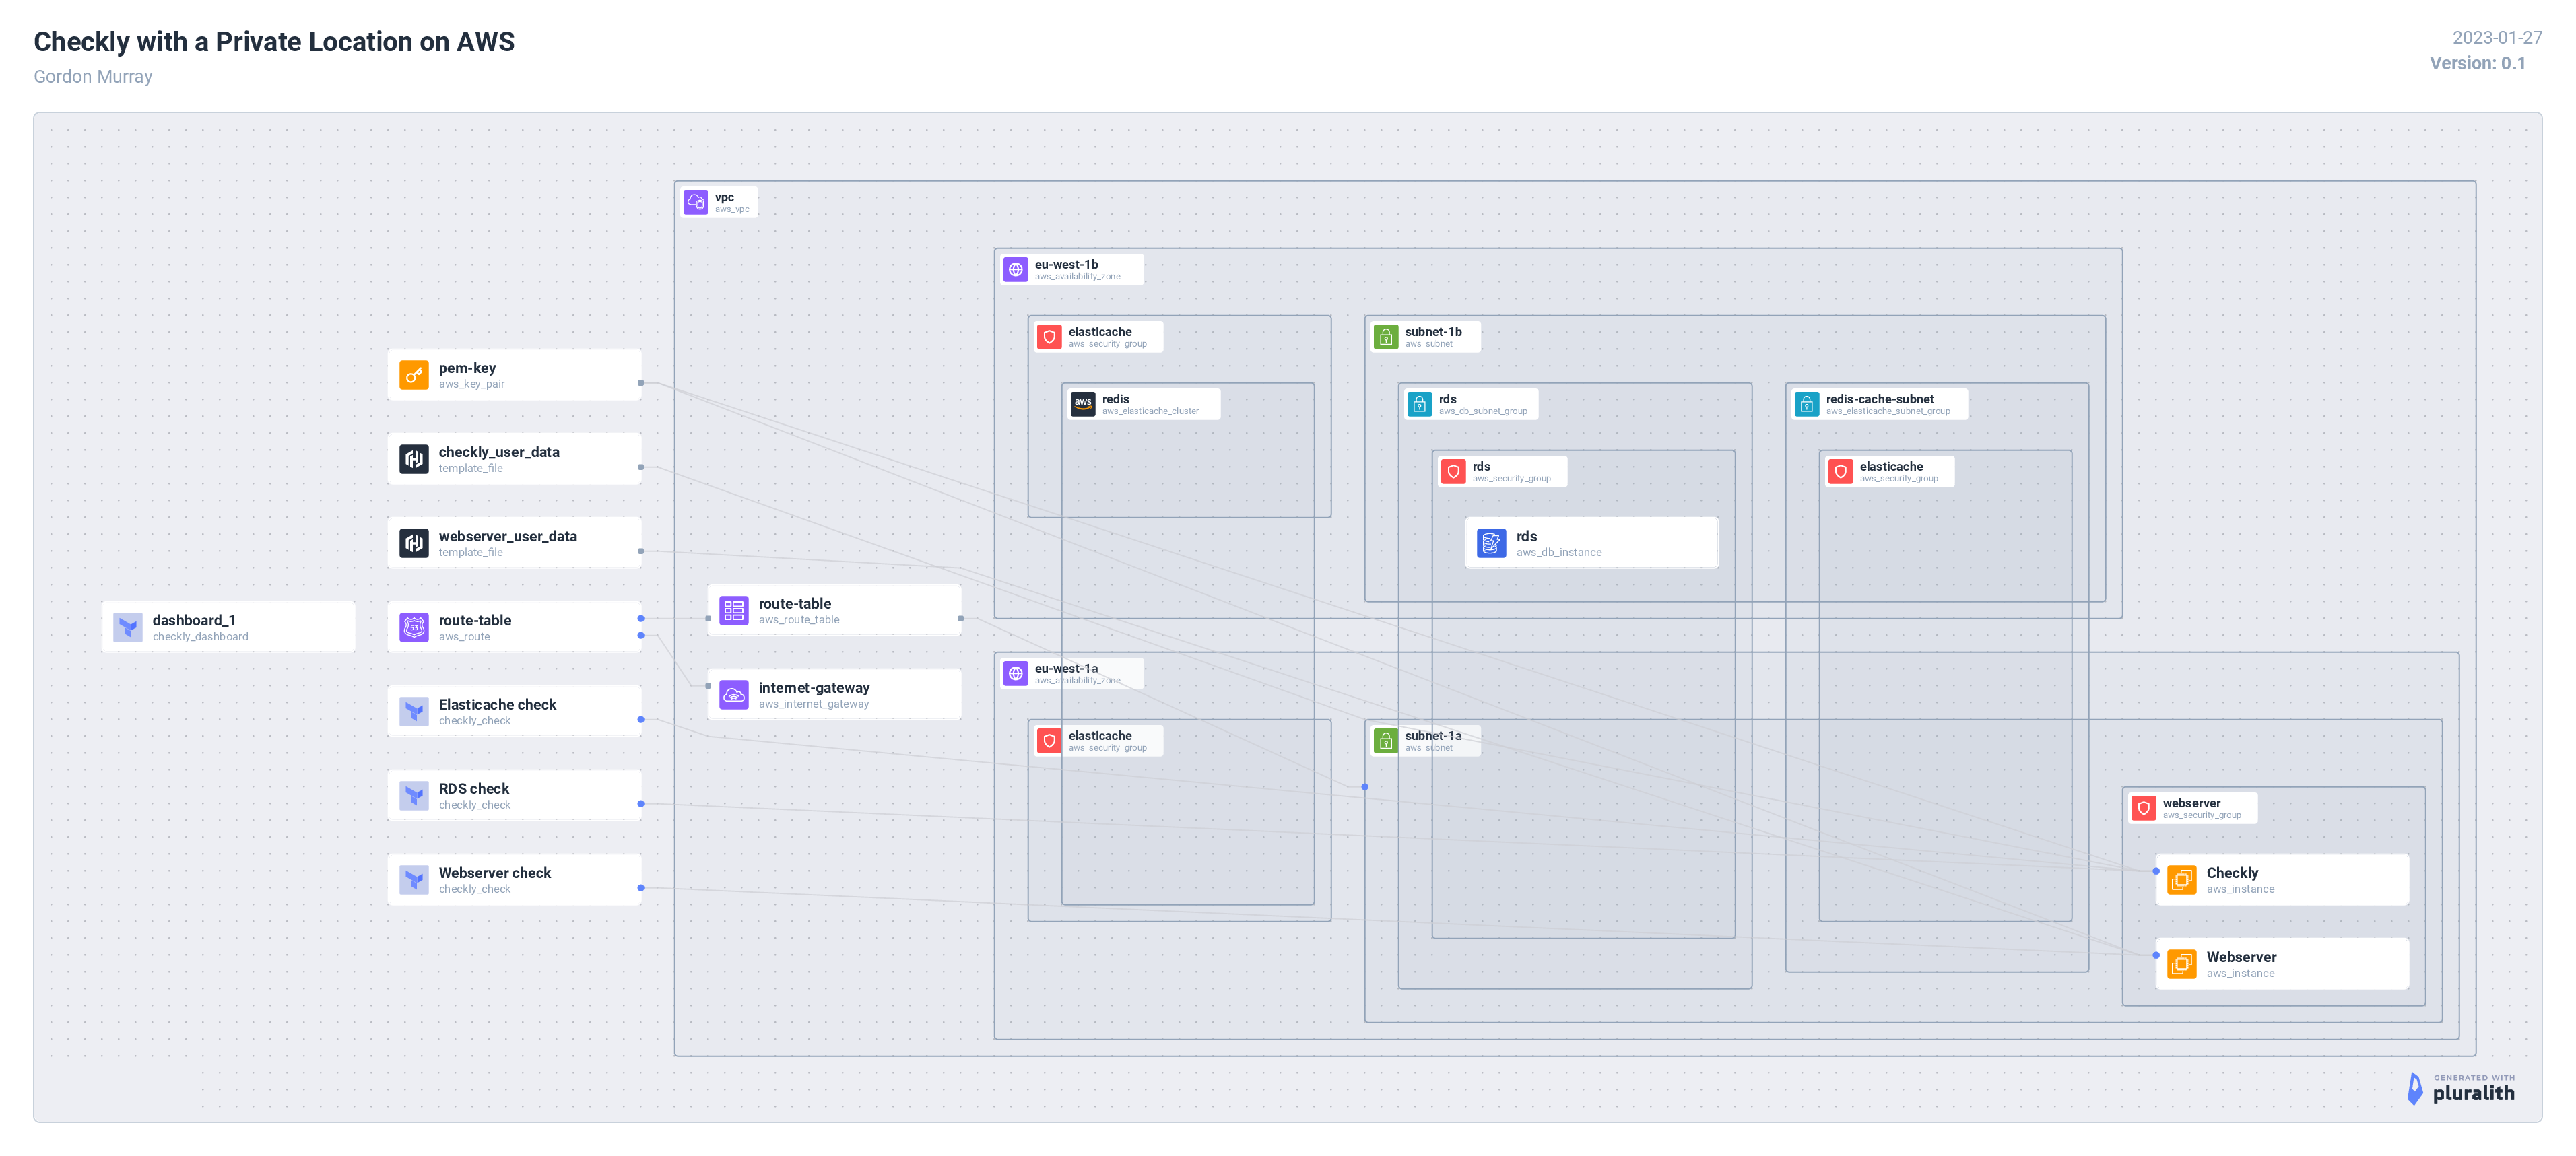 Checkly with a Private Location on AWS
Gordon Murray
2023-01-27
Version: 0.1
vpc
aws_vpc
eu-west-1b
aws_availability_zone
elasticache
aws_security_group
subnet-1b
aws_subnet
pem-key
aws_key_pair
redis
aws_elasticache_cluster
rds
aws_db_subnet_group
redis-cache-subnet
aws_elasticache_subnet_group
checkly_user_data
template_file
rds
aws_security_group
elasticache
aws_security_group
webserver_user_data
template_file
rds
aws_db_instance
dashboard_1
checkly_dashboard
53
route-table
aws_route
route-table
aws_route_table
internet-gateway
aws_internet_gateway
eu-west-1a
aws_availability_zone
Elasticache check
checkly_check
elasticache
aws_security_group
subnet-1a
aws_subnet
RDS check
checkly_check
webserver
aws_security_group
Webserver check
checkly_check
Checkly
aws_instance
Webserver
aws_instance
GENERATED WITH
pluralith
aws